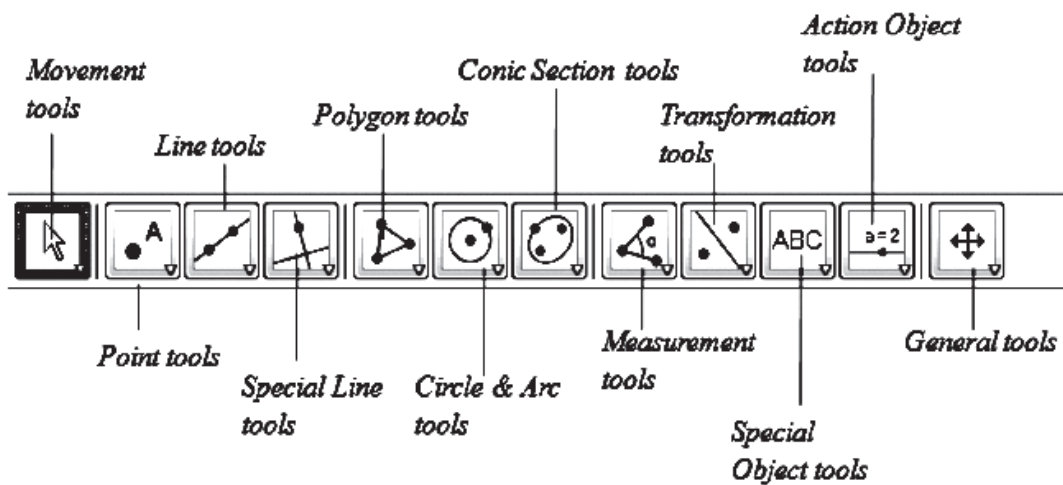 Action Object
tools
Movement
tools
Conic Section tools
Polygon tools
Transformation
tools
Line tools
A
α
ABC
a=2
Point tools
Special Line
tools
Circle & Arc
tools
Measurement
tools
General tools
Special
Object tools